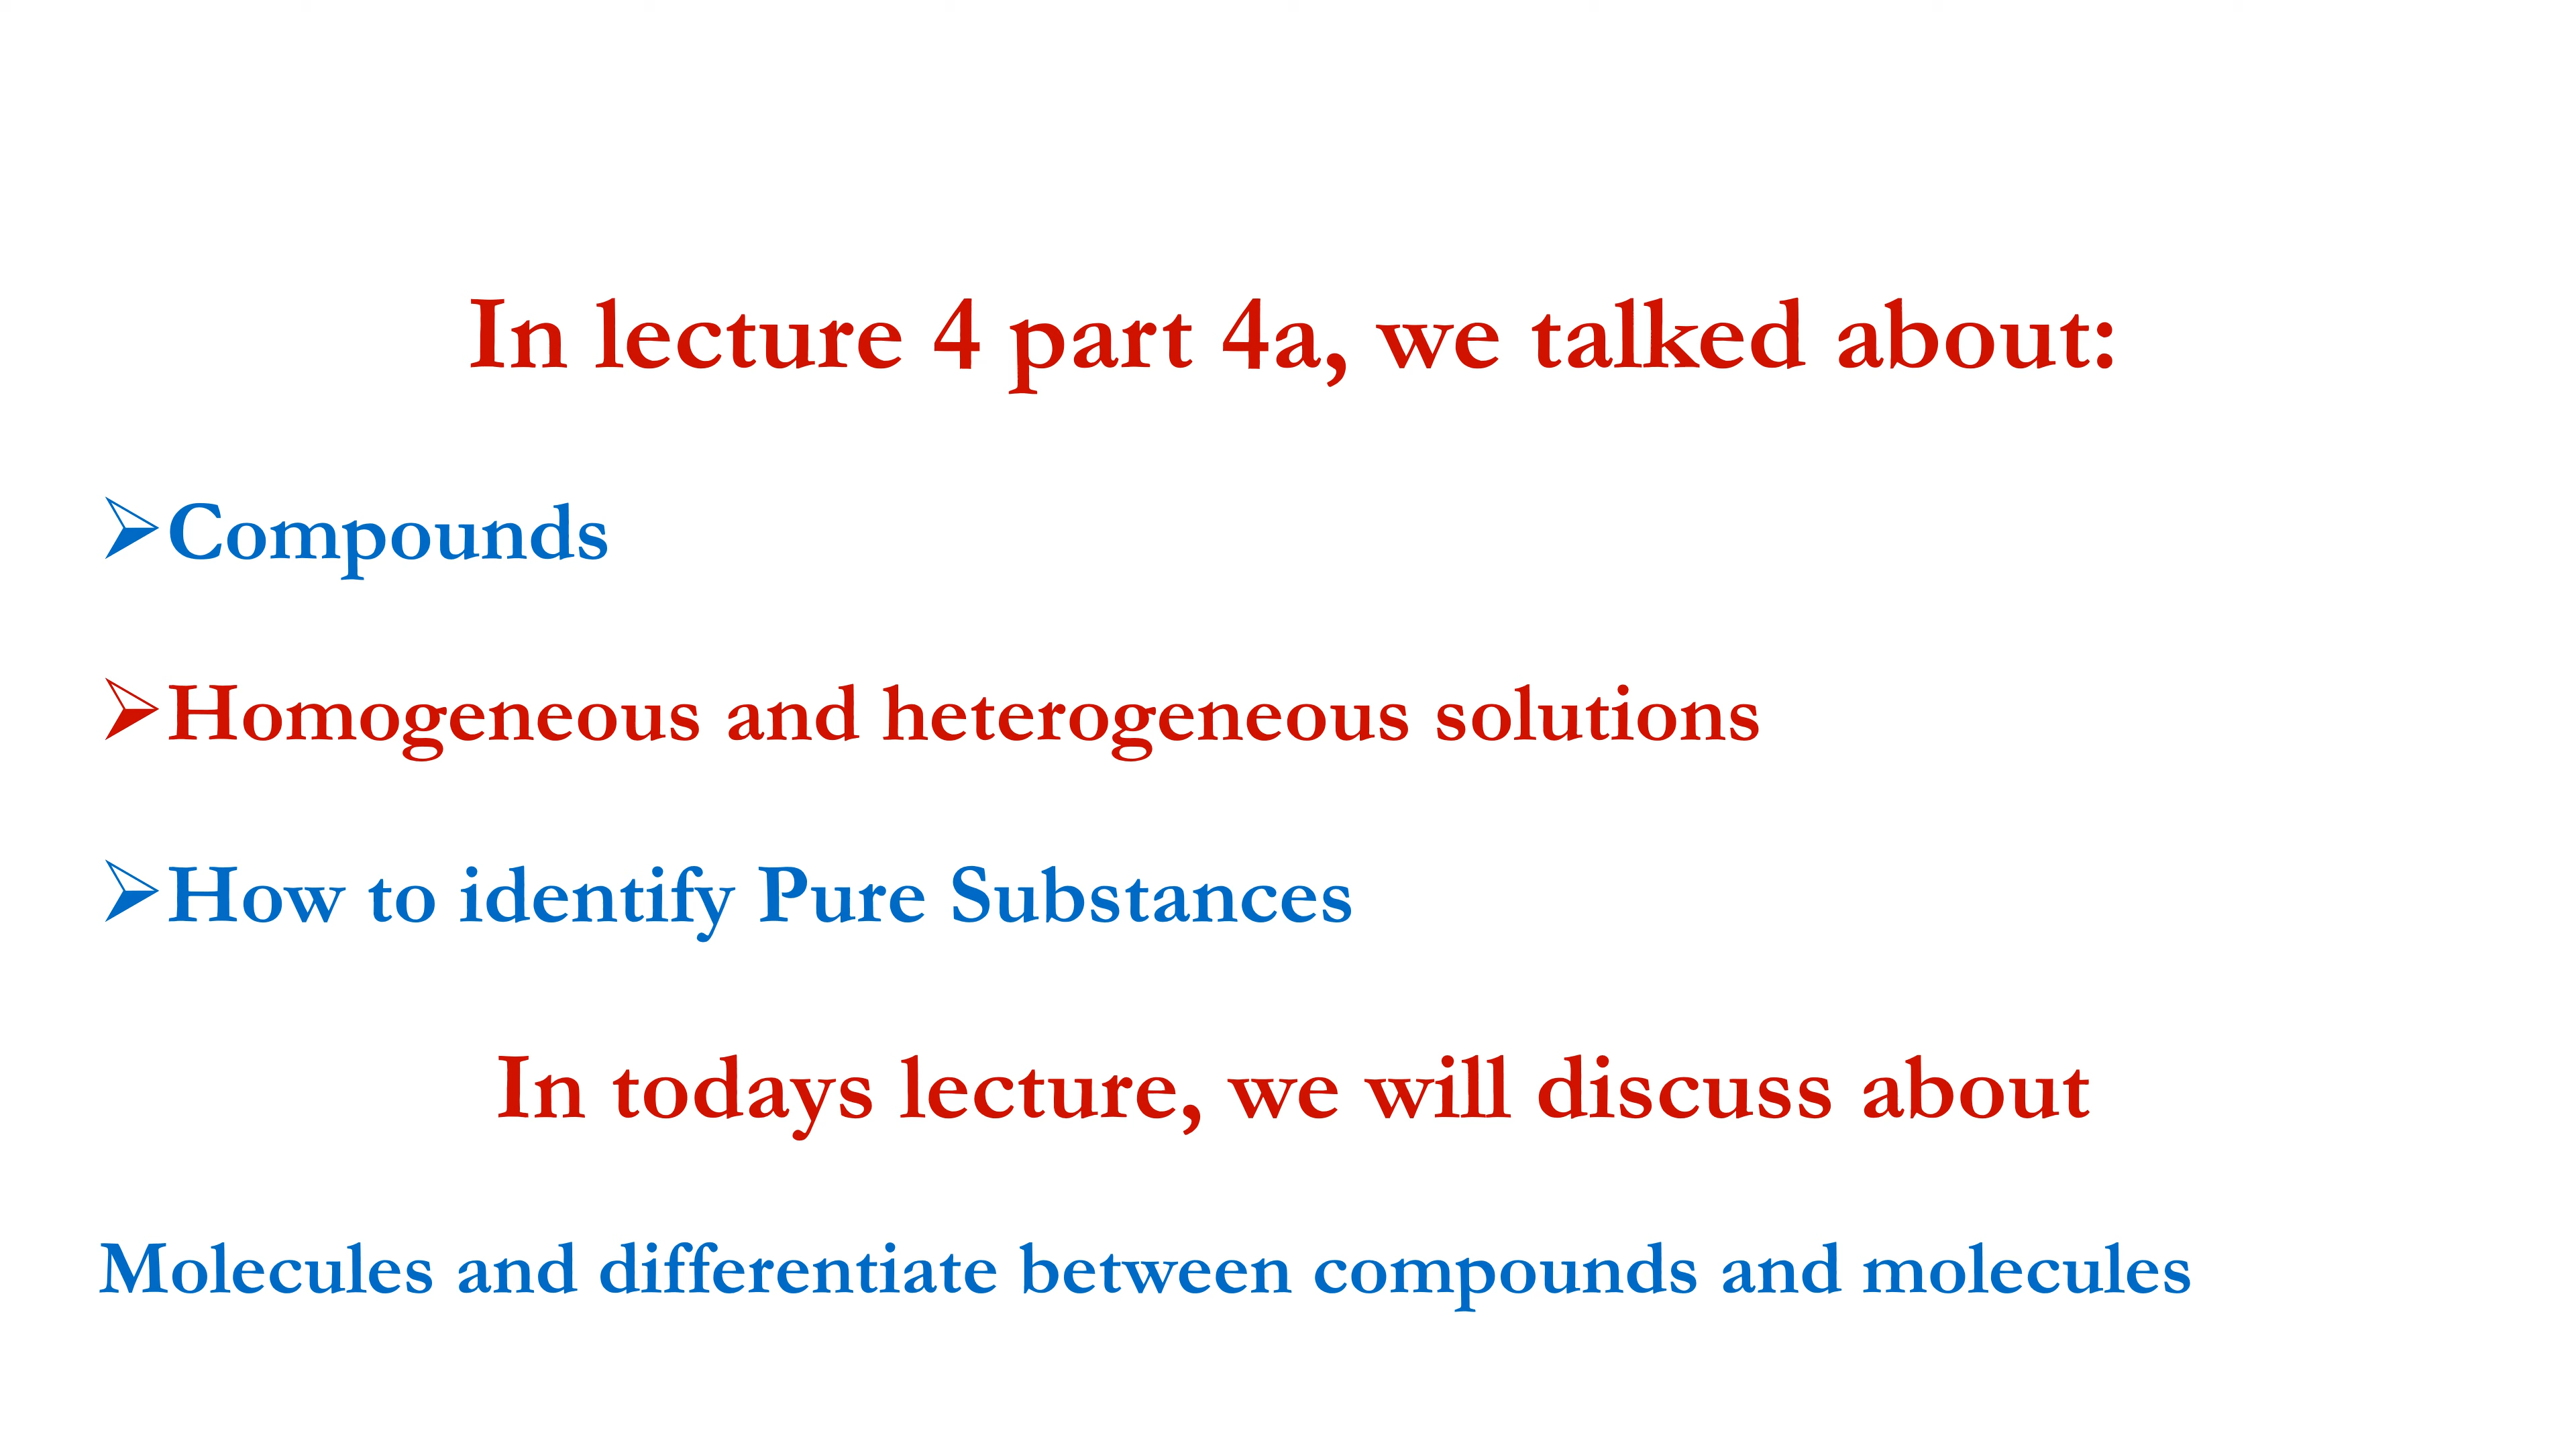 In lecture 4 part 4a, we talked about:
➢Compounds
➢Homogeneous and heterogeneous solutions
➢How to identify Pure Substances
In todays lecture, we will discuss about
Molecules and differentiate between compounds and molecules